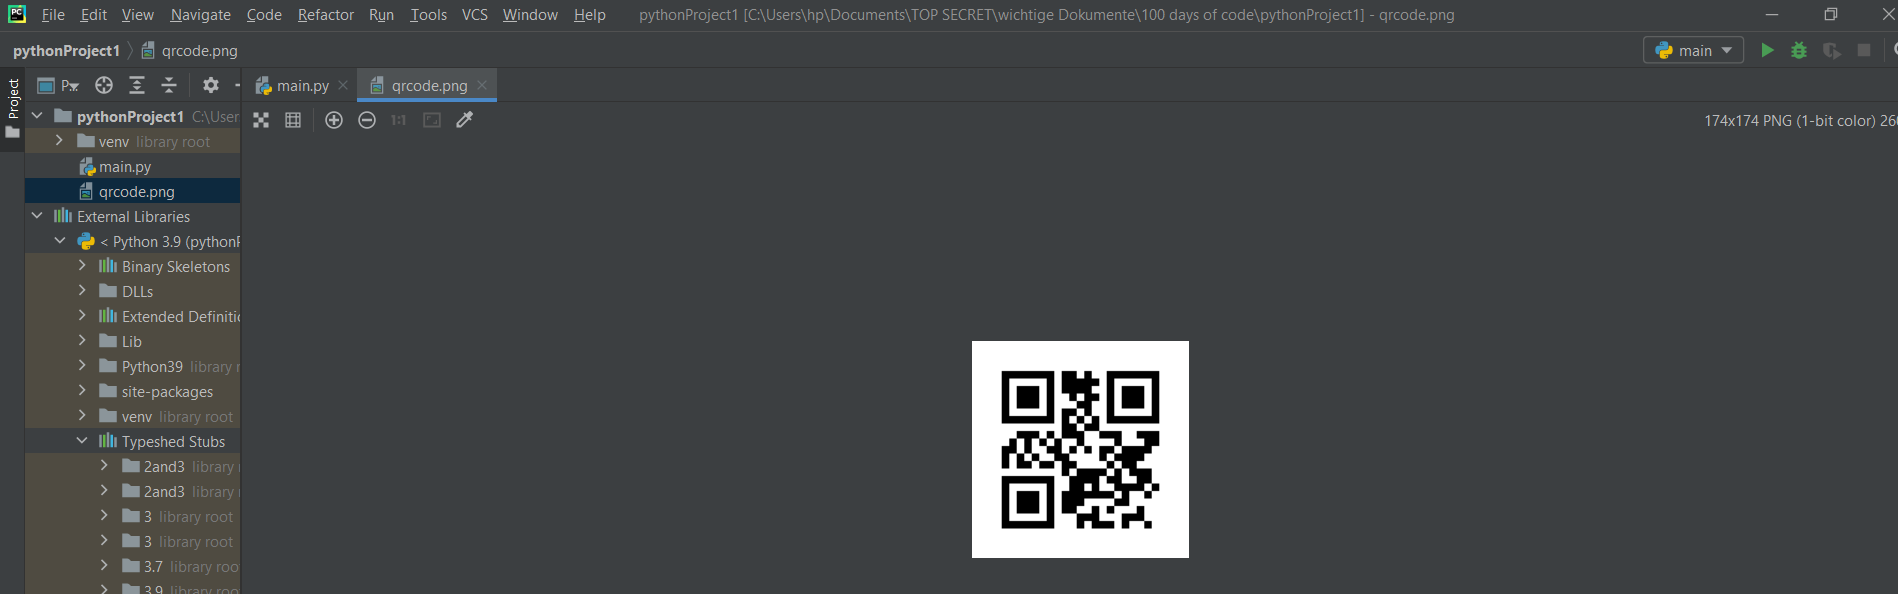 PC File Edit View Navigate Code Refactor Run Tools VCS Window Help pythonProject1 [C:\Users\hp\Documents\TOP SECRET\wichtige Dokumente\100 days of code\pythonProject1] - qrcode.png
pythonProject1 qrcode.png main
Project
P
main.py qrcode.png
pythonProject1 C:\User
1:1
174x174 PNG (1-bit color) 26
venv library root
main.py
qrcode.png
External Libraries
< Python 3.9 (python
Binary Skeletons
DLLs
Extended Definiti
Lib
Python39 library r
site-packages
venv library root
Typeshed Stubs
2and3 library
2and3 library
3 library root
3 library root
3.7 library roo
3.9 library roo